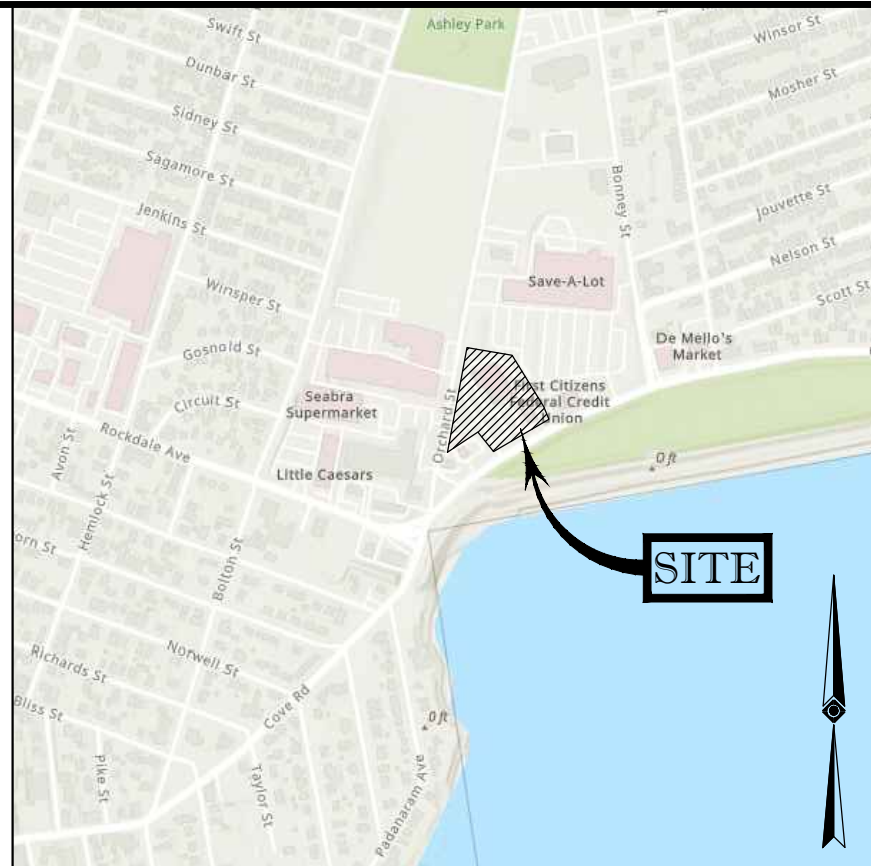 Ashley Park
Swift St
Winsor St
Dunbar St
Mosher St
Sidney St
Sagamore St
Bonney St
Jouvette St
Jenkins St
Nelson St
Winsper St
Save-A-Lot
Scott St
Gosnold St
De Mello's
Market
Circuit St
Seabra
Supermarket
First Citizens
Federal Credit
Union
Orchard St
Rockdale Ave
Avon St
Little Caesars
0 ft
Hemlock St
orn St
Bolton St
SITE
Norwell St
Richards St
Bliss St
Cove Rd
0 ft
Pike St
Taylor St
Padanaram Ave